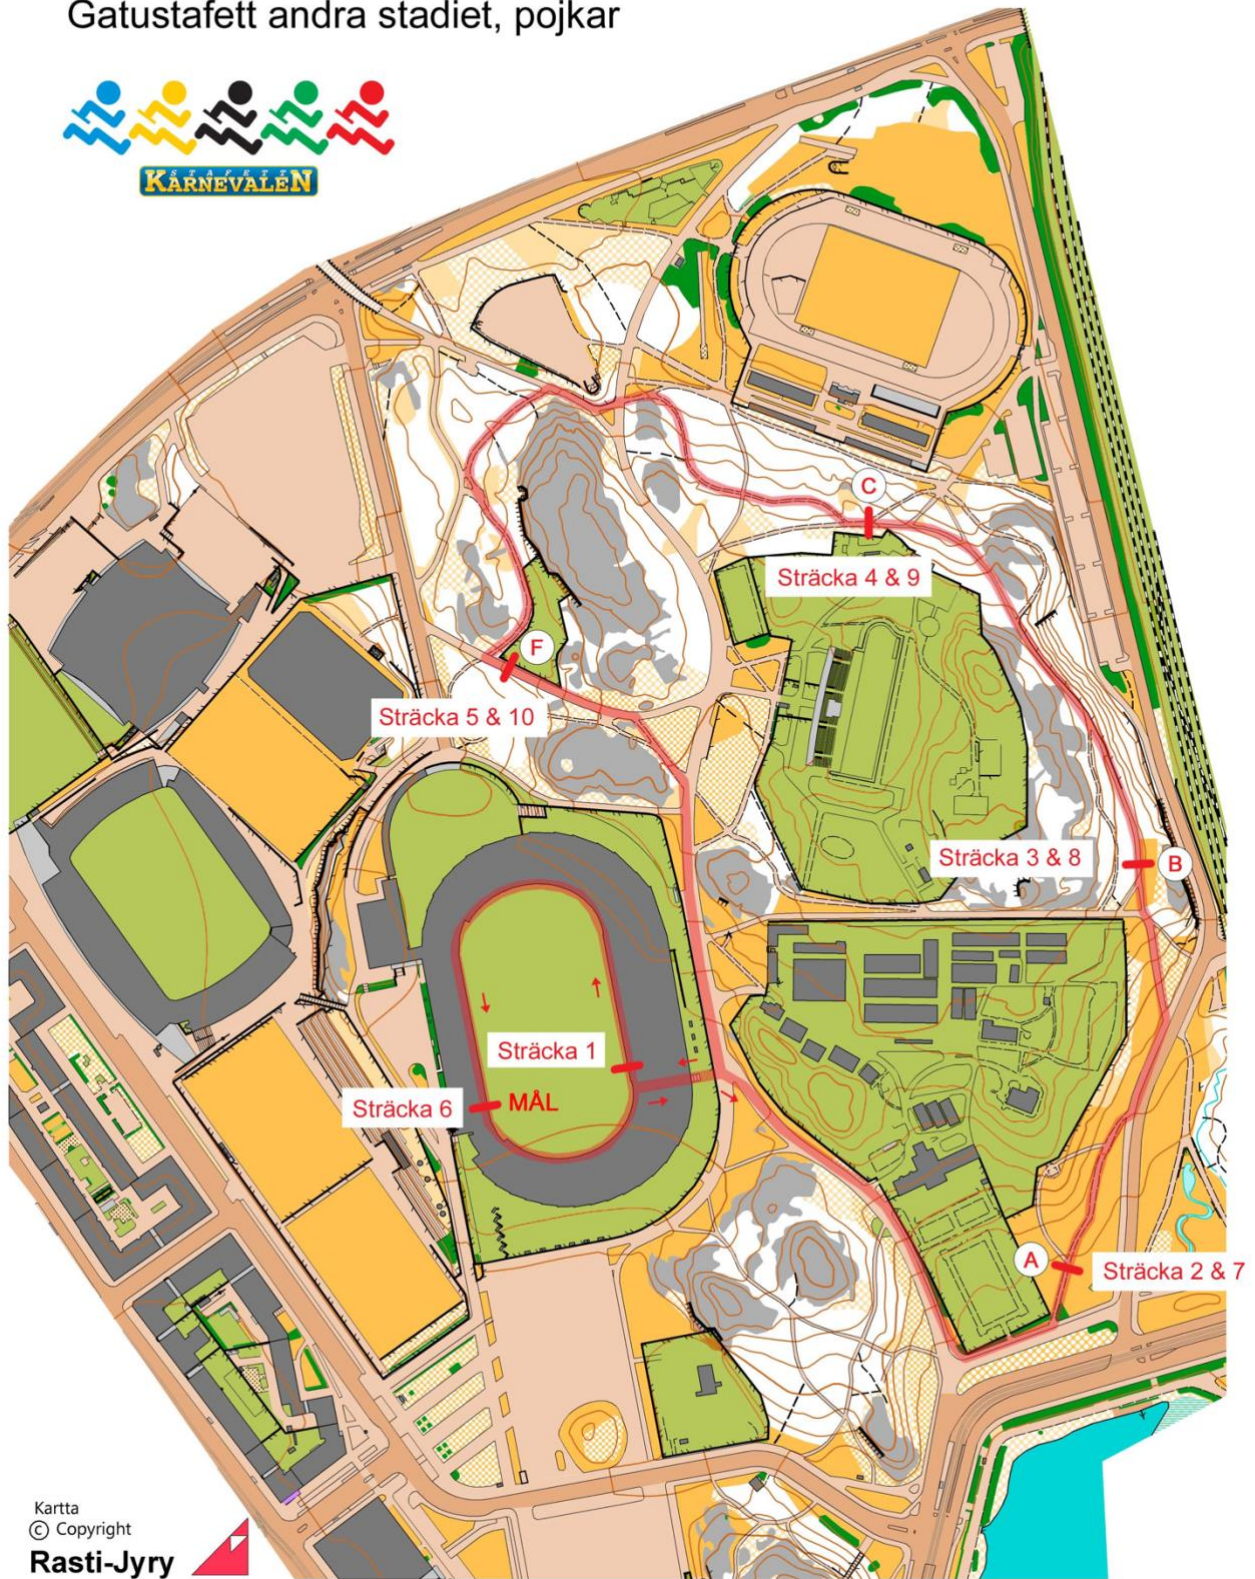 Gatustafett andra stadiet, pojkar
STAFETT
KARNEVALEN
C
Sträcka 4 & 9
F
Sträcka 5 & 10
Sträcka 3 & 8
B
Sträcka 1
Sträcka 6
MÅL
A
Sträcka 2 & 7
Kartta
© Copyright
Rasti-Jyry